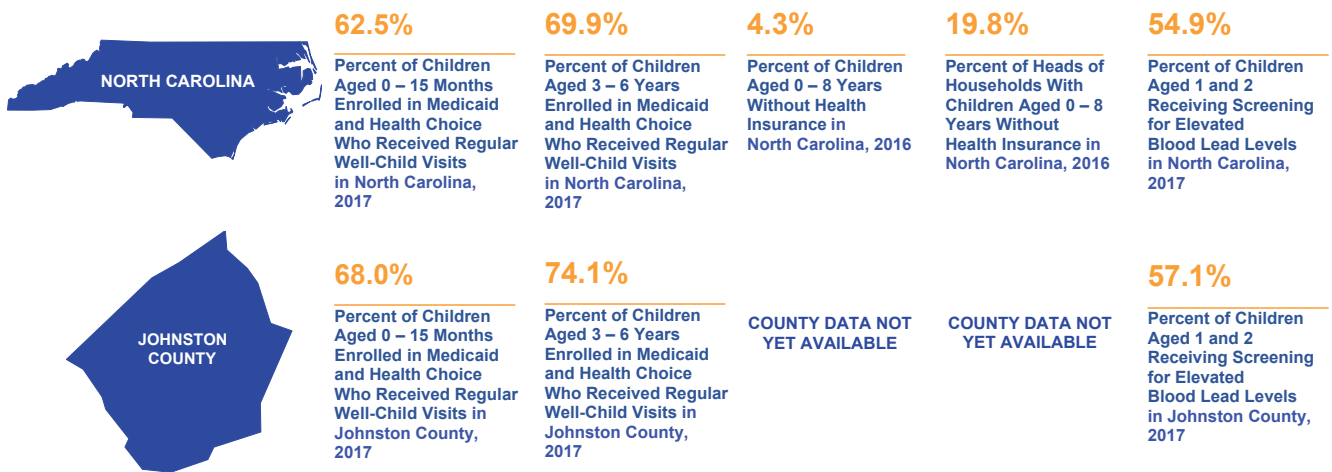 NORTH CAROLINA
62.5%
Percent of Children
Aged 0 – 15 Months
Enrolled in Medicaid
and Health Choice
Who Received Regular
Well-Child Visits
in North Carolina,
2017
69.9%
Percent of Children
Aged 3 – 6 Years
Enrolled in Medicaid
and Health Choice
Who Received Regular
Well-Child Visits
in North Carolina,
2017
4.3%
Percent of Children
Aged 0 – 8 Years
Without Health
Insurance in
North Carolina, 2016
19.8%
Percent of Heads of
Households With
Children Aged 0 – 8
Years Without
Health Insurance in
North Carolina, 2016
54.9%
Percent of Children
Aged 1 and 2
Receiving Screening
for Elevated
Blood Lead Levels
in North Carolina,
2017
JOHNSTON
COUNTY
68.0%
Percent of Children
Aged 0 – 15 Months
Enrolled in Medicaid
and Health Choice
Who Received Regular
Well-Child Visits in
Johnston County,
2017
74.1%
Percent of Children
Aged 3 – 6 Years
Enrolled in Medicaid
and Health Choice
Who Received Regular
Well-Child Visits in
Johnston County,
2017
COUNTY DATA NOT
YET AVAILABLE
COUNTY DATA NOT
YET AVAILABLE
57.1%
Percent of Children
Aged 1 and 2
Receiving Screening
for Elevated
Blood Lead Levels
in Johnston County,
2017